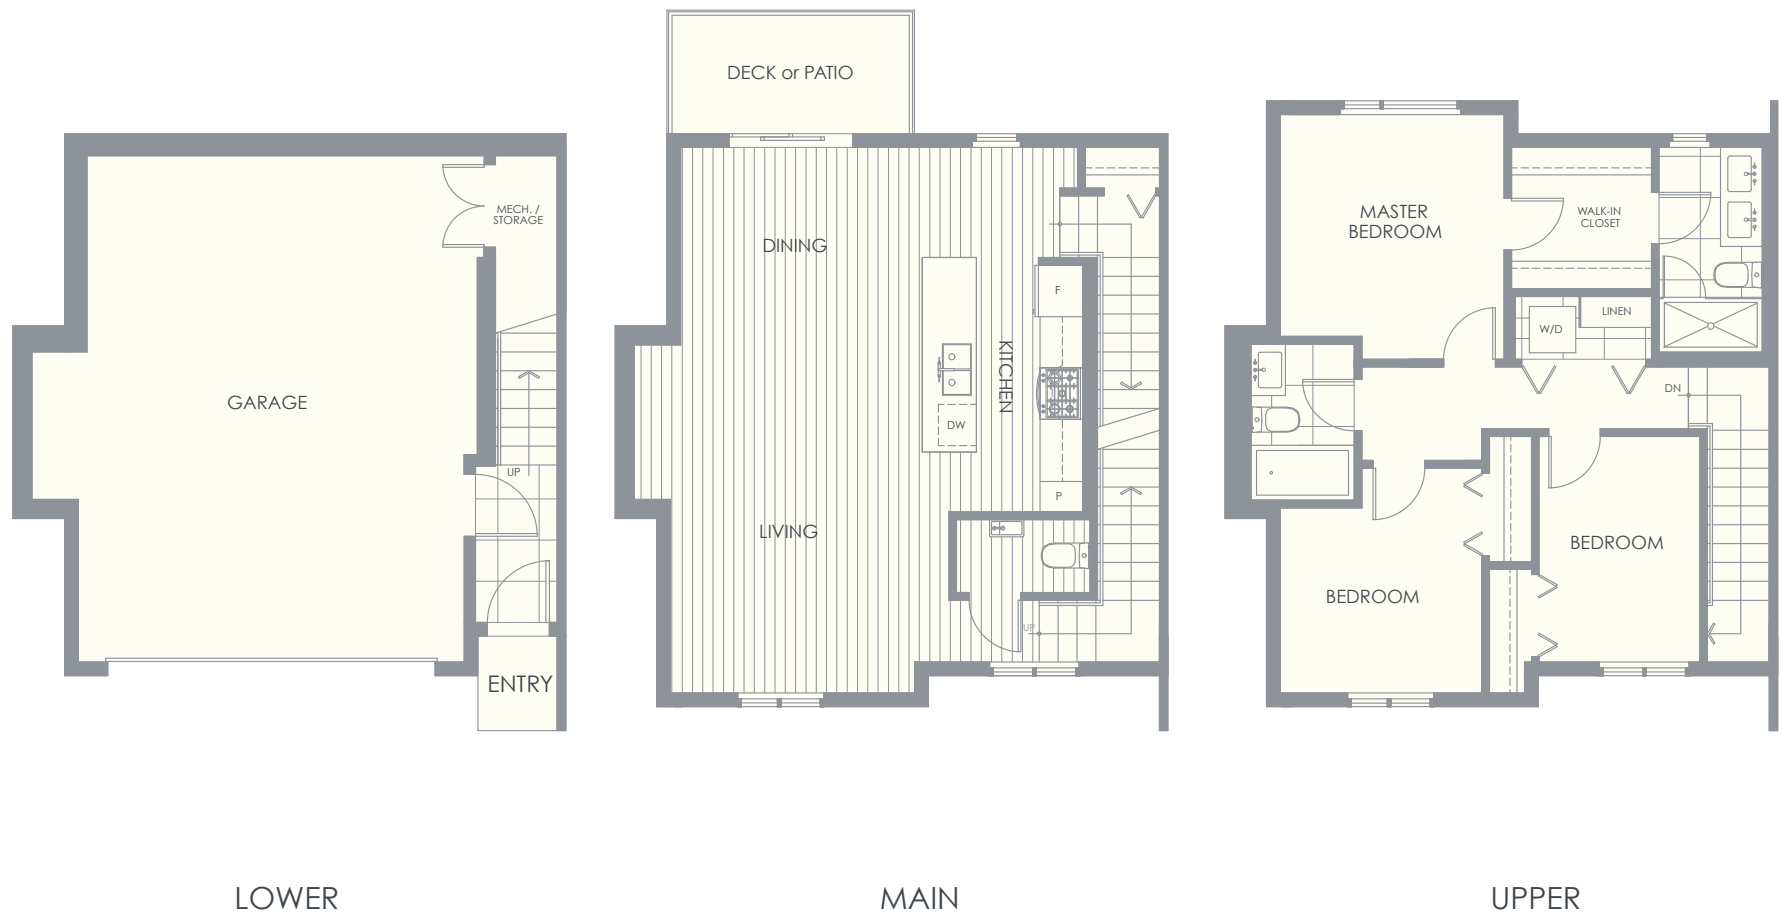 MECH. /
STORAGE
GARAGE
UP
ENTRY
LOWER
DECK or PATIO
DINING
F
KITCHEN
DW
P
LIVING
UP
MAIN
MASTER
BEDROOM
WALK-IN
CLOSET
LINEN
W/D
DN
BEDROOM
BEDROOM
UPPER